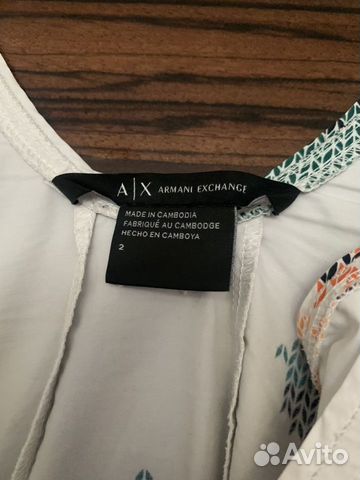 A|X ARMANI EXCHANGE
MADE IN CAMBODIA
FABRIQUÉ AU CAMBODGE
HECHO EN CAMBOYA
2
Avito